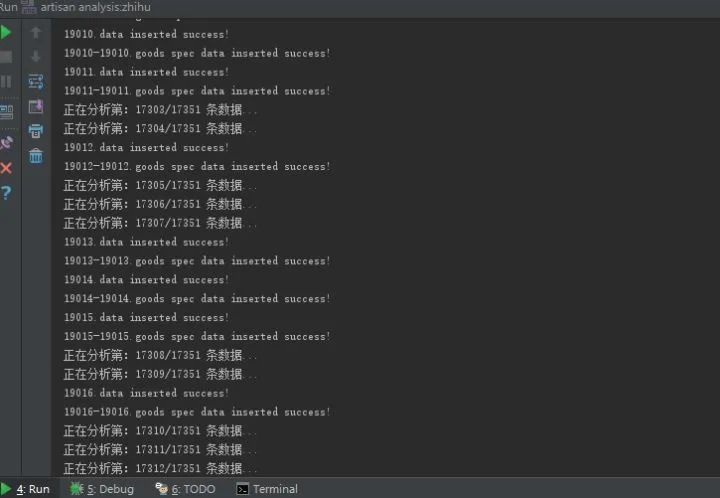 Run artisan analysis:zhihu
19010.data inserted success!
19010-19010.goods spec data inserted success!
19011.data inserted success!
19011-19011.goods spec data inserted success!
正在分析第: 17303/17351 条数据...
正在分析第: 17304/17351 条数据...
19012.data inserted success!
19012-19012.goods spec data inserted success!
正在分析第: 17305/17351 条数据...
正在分析第: 17306/17351 条数据...
正在分析第: 17307/17351 条数据...
19013.data inserted success!
19013-19013.goods spec data inserted success!
19014.data inserted success!
19014-19014.goods spec data inserted success!
19015.data inserted success!
19015-19015.goods spec data inserted success!
正在分析第: 17308/17351 条数据...
正在分析第: 17309/17351 条数据...
19016.data inserted success!
19016-19016.goods spec data inserted success!
正在分析第: 17310/17351 条数据...
正在分析第: 17311/17351 条数据...
正在分析第: 17312/17351 条数据...
4: Run 5: Debug 6: TODO Terminal